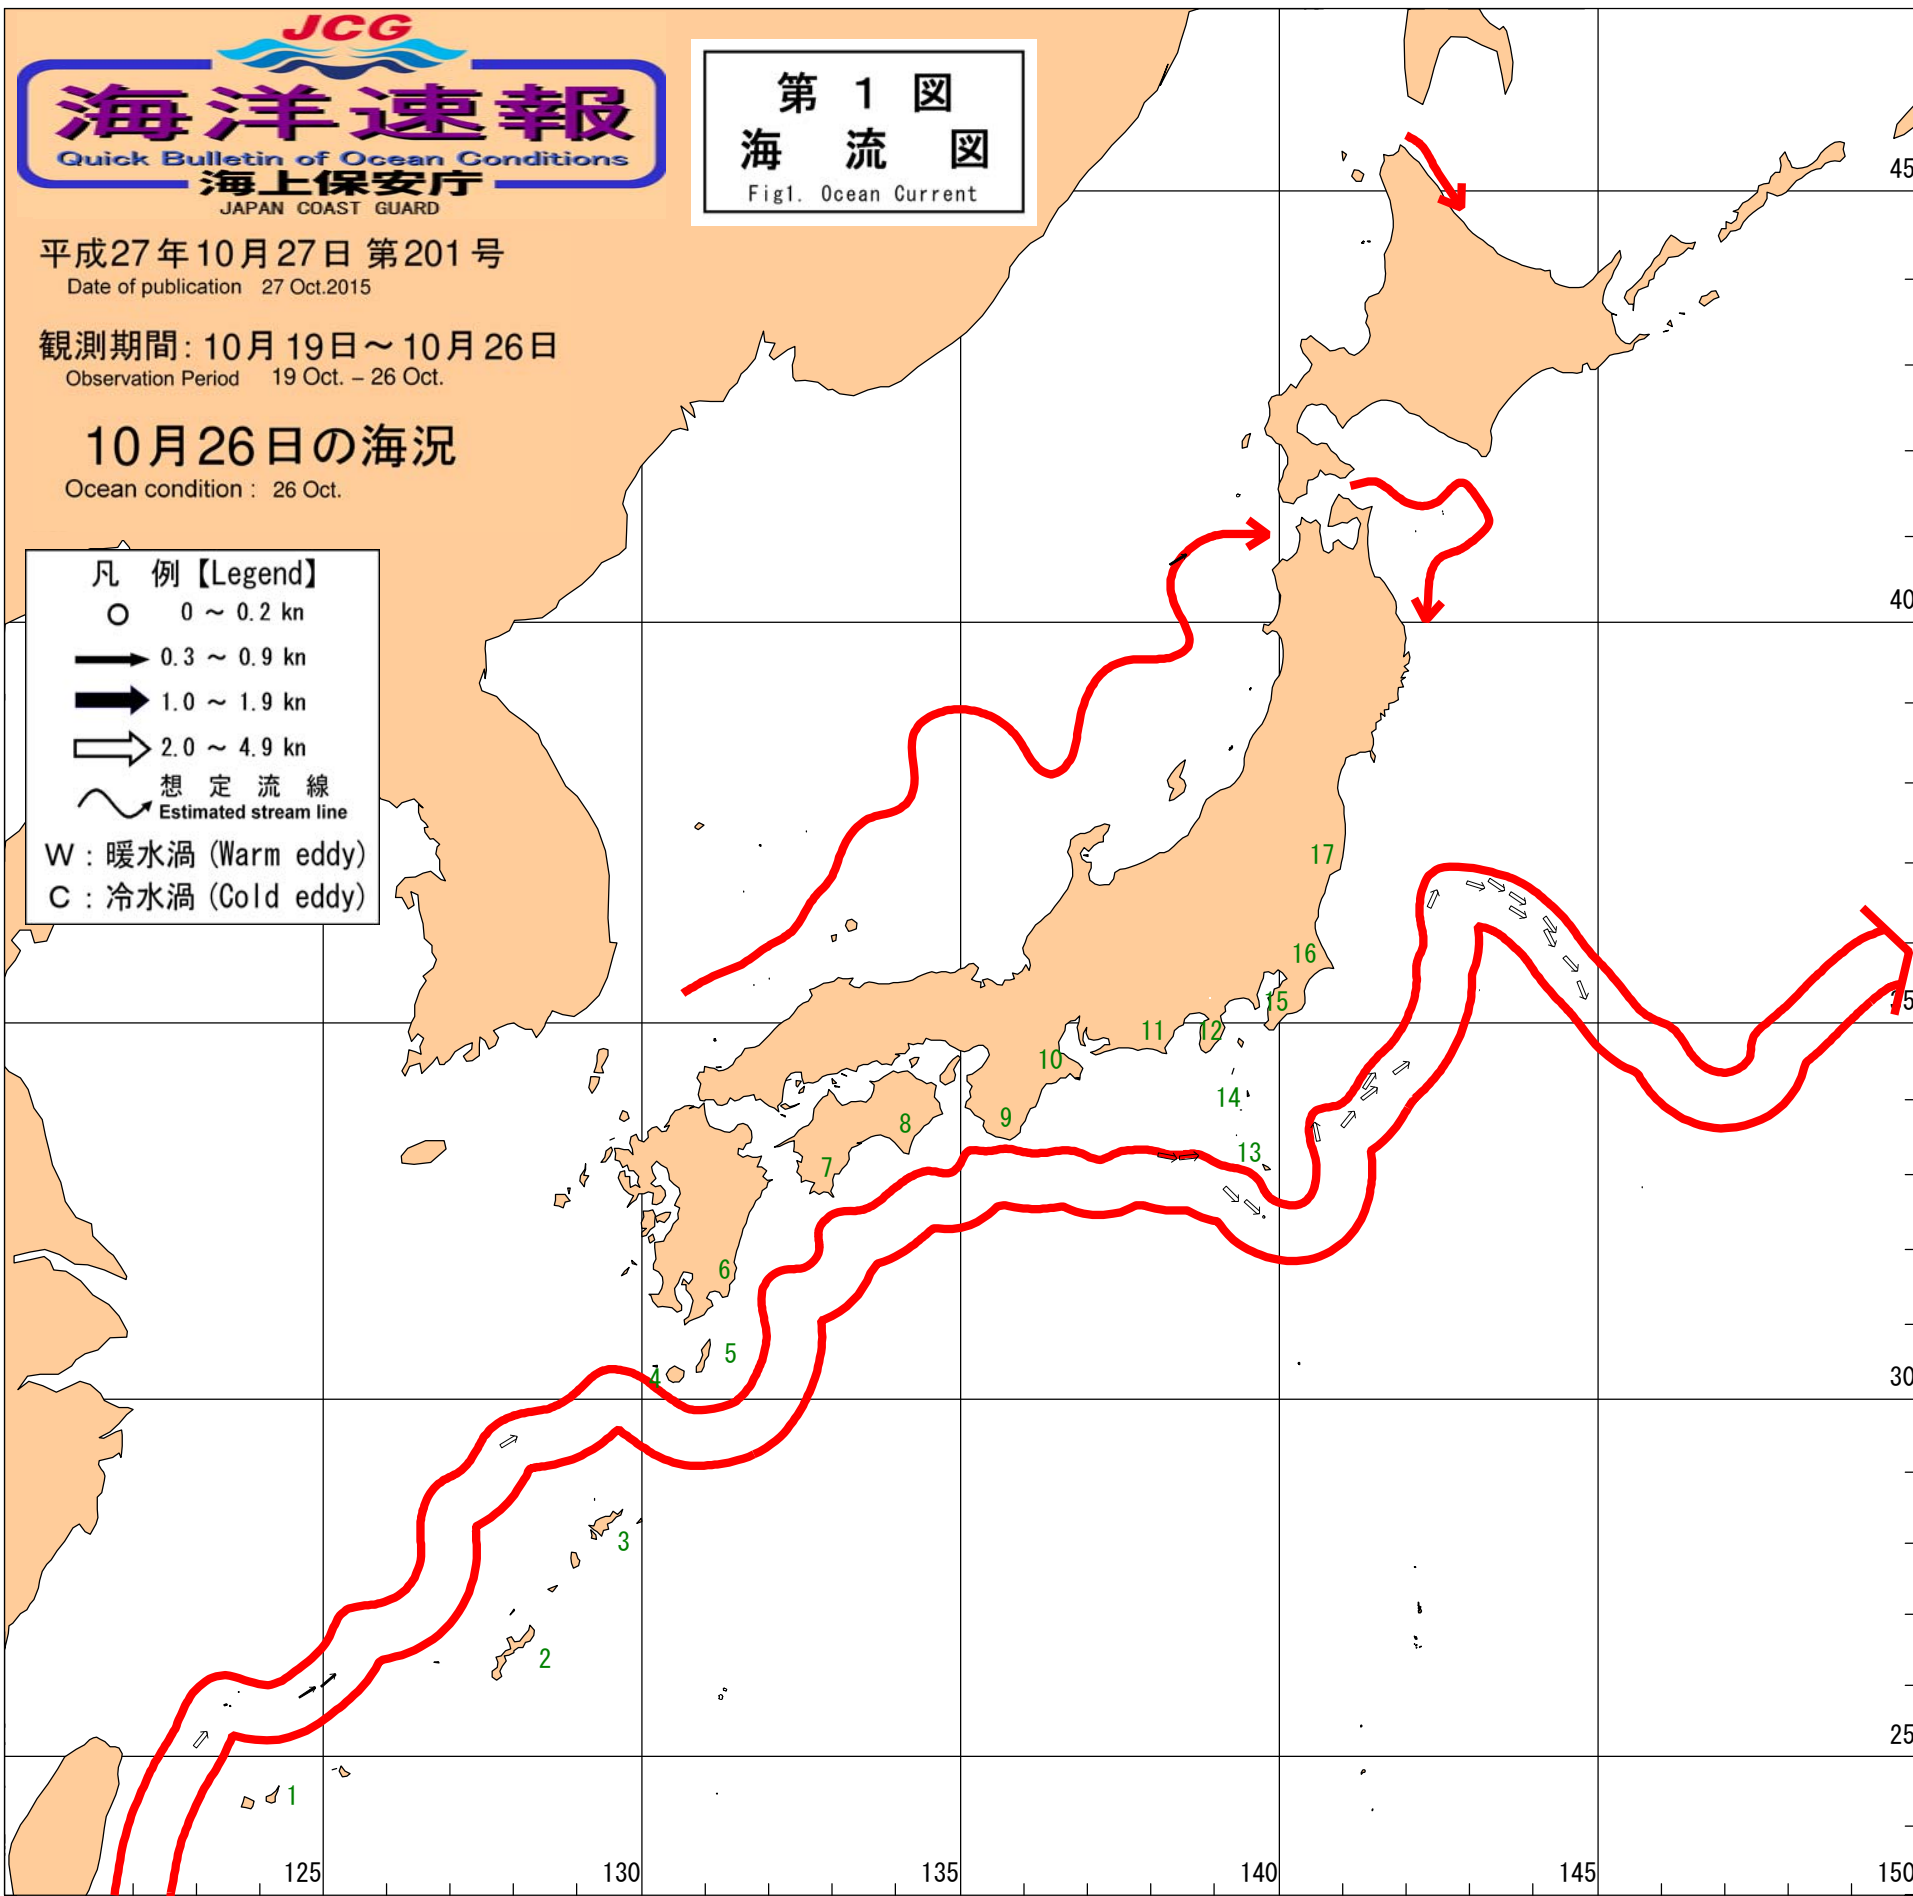 JCG
海洋速報
Quick Bulletin of Ocean Conditions
海上保安庁
JAPAN COAST GUARD
第 1 図
海 流 図
Fig1. Ocean Current
平成27年10月27日 第201号
Date of publication 27 Oct.2015
観測期間: 10月19日～10月26日
Observation Period 19 Oct. – 26 Oct.
10月26日の海況
Ocean condition : 26 Oct.
凡 例【Legend】
0 ～ 0.2 kn
0.3 ～ 0.9 kn
1.0 ～ 1.9 kn
2.0 ～ 4.9 kn
想 定 流 線
Estimated stream line
W : 暖水渦 (Warm eddy)
C : 冷水渦 (Cold eddy)
45
40
17
16
35
15
11
12
10
14
8
9
13
7
6
5
4
30
3
2
25
1
125
130
135
140
145
150